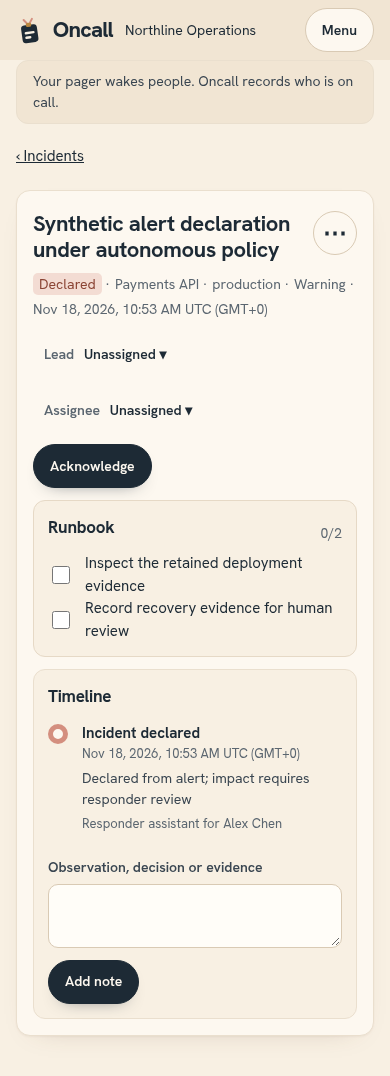 Oncall Northline Operations Menu
Your pager wakes people. Oncall records who is on
call.
‹ Incidents
Synthetic alert declaration
under autonomous policy
Declared · Payments API · production · Warning ·
Nov 18, 2026, 10:53 AM UTC (GMT+0)
Lead Unassigned ▾
Assignee Unassigned ▾
Acknowledge
Runbook 0/2
Inspect the retained deployment
evidence
Record recovery evidence for human
review
Timeline
Incident declared
Nov 18, 2026, 10:53 AM UTC (GMT+0)
Declared from alert; impact requires
responder review
Responder assistant for Alex Chen
Observation, decision or evidence
Add note